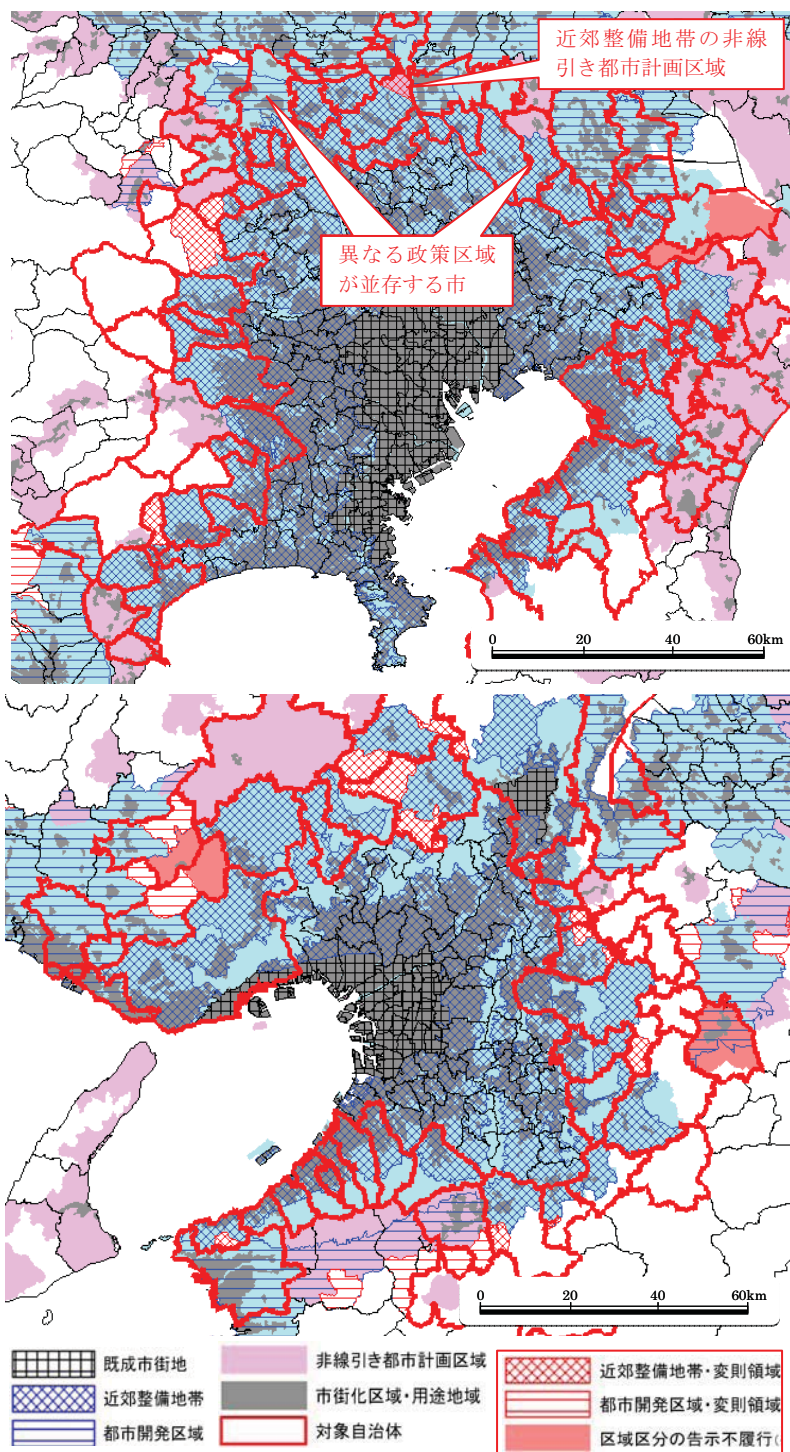 近郊整備地帯の非線
引き都市計画区域
異なる政策区域
が並存する市
0 20 40 60km
0 20 40 60km
既成市街地
近郊整備地帯
都市開発区域
非線引き都市計画区域
市街化区域・用途地域
対象自治体
近郊整備地帯・変則領域
都市開発区域・変則領域
区域区分の告示不履行(